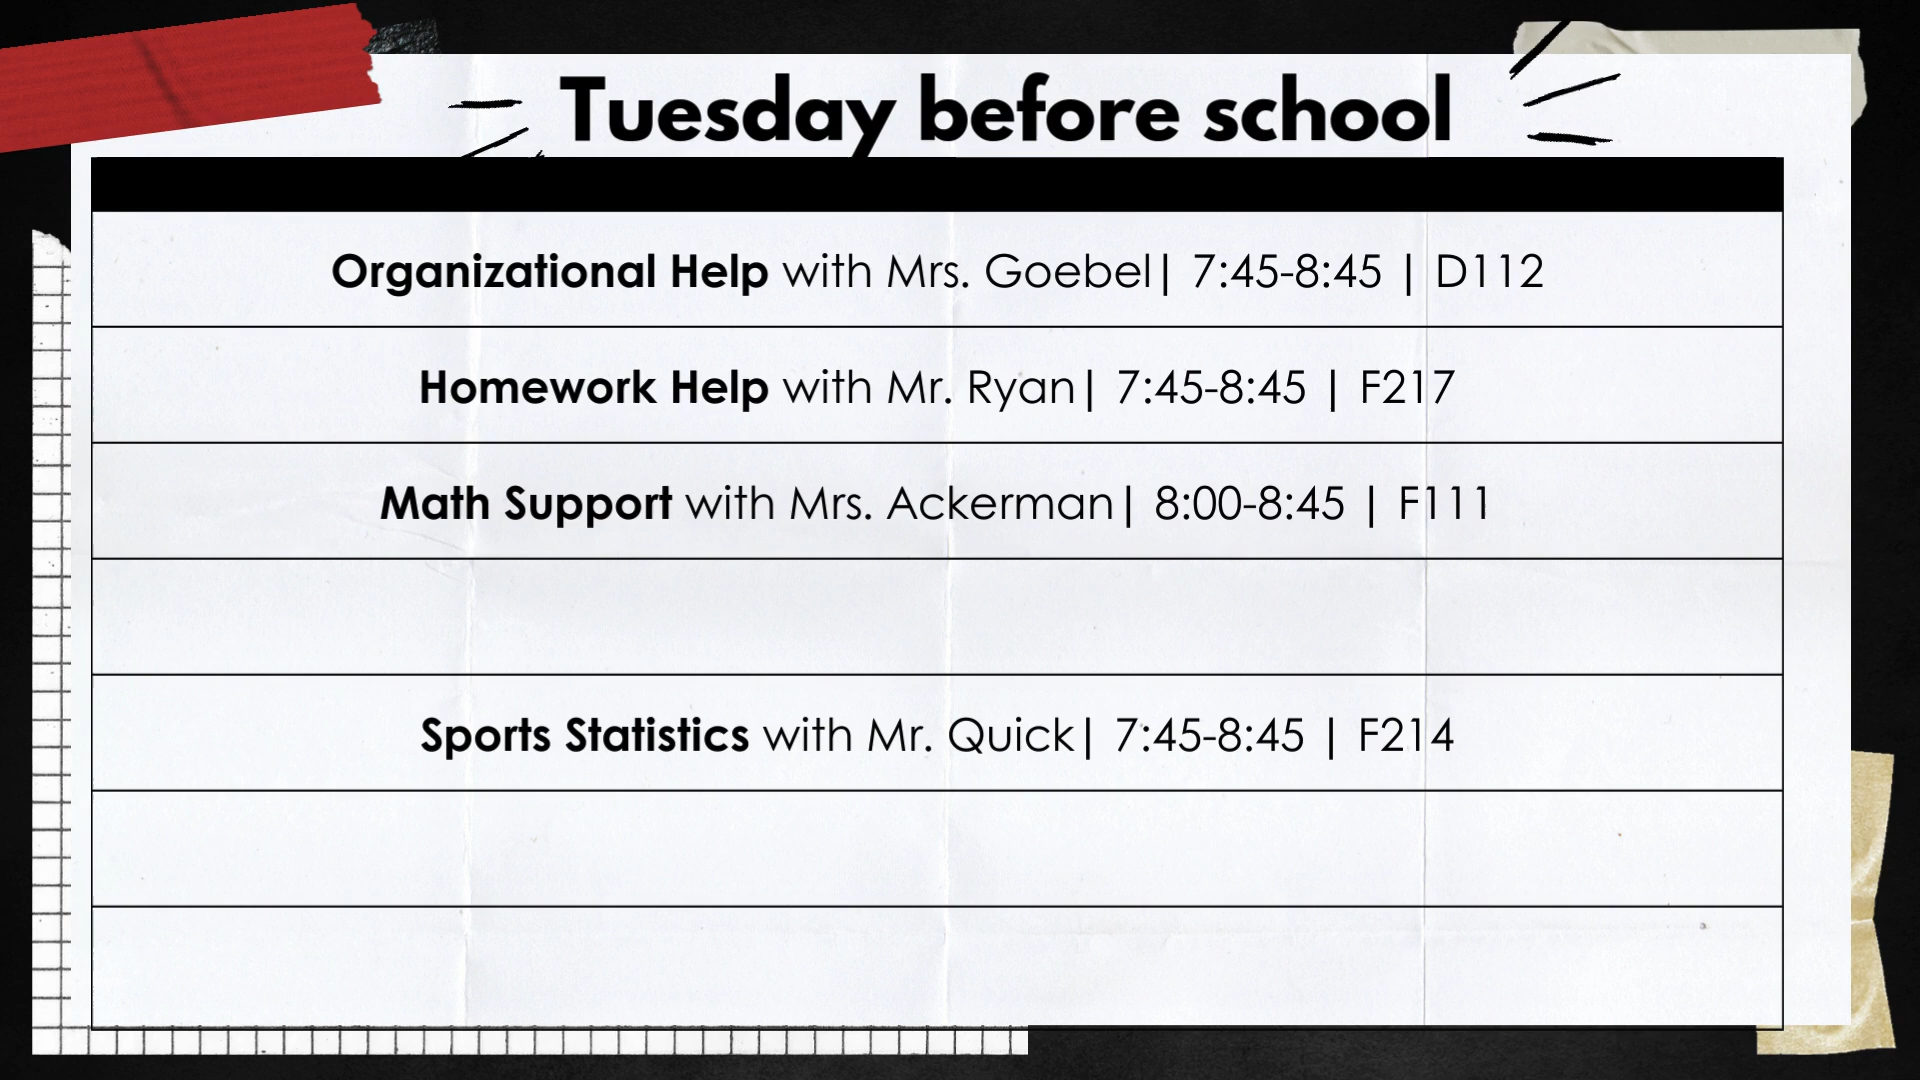 Tuesday before school
Organizational Help with Mrs. Goebel| 7:45-8:45 | D112
Homework Help with Mr. Ryan| 7:45-8:45 | F217
Math Support with Mrs. Ackerman| 8:00-8:45 | F111
Sports Statistics with Mr. Quick| 7:45-8:45 | F214